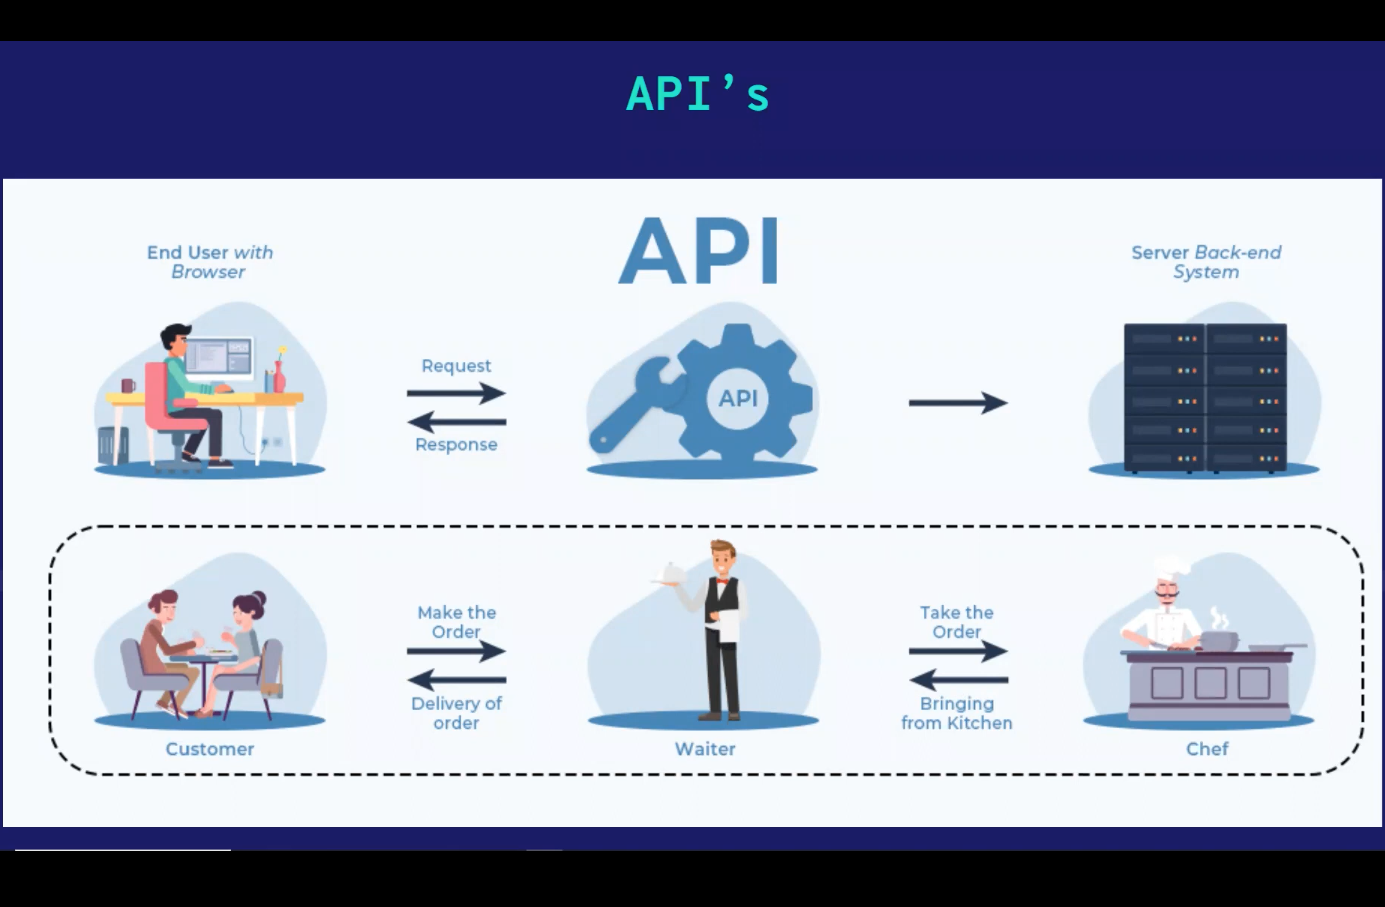 API’s
API
End User with
Browser
Server Back-end
System
Request
Response
API
Make the
Order
Delivery of
order
Take the
Order
Bringing
from Kitchen
Customer
Waiter
Chef